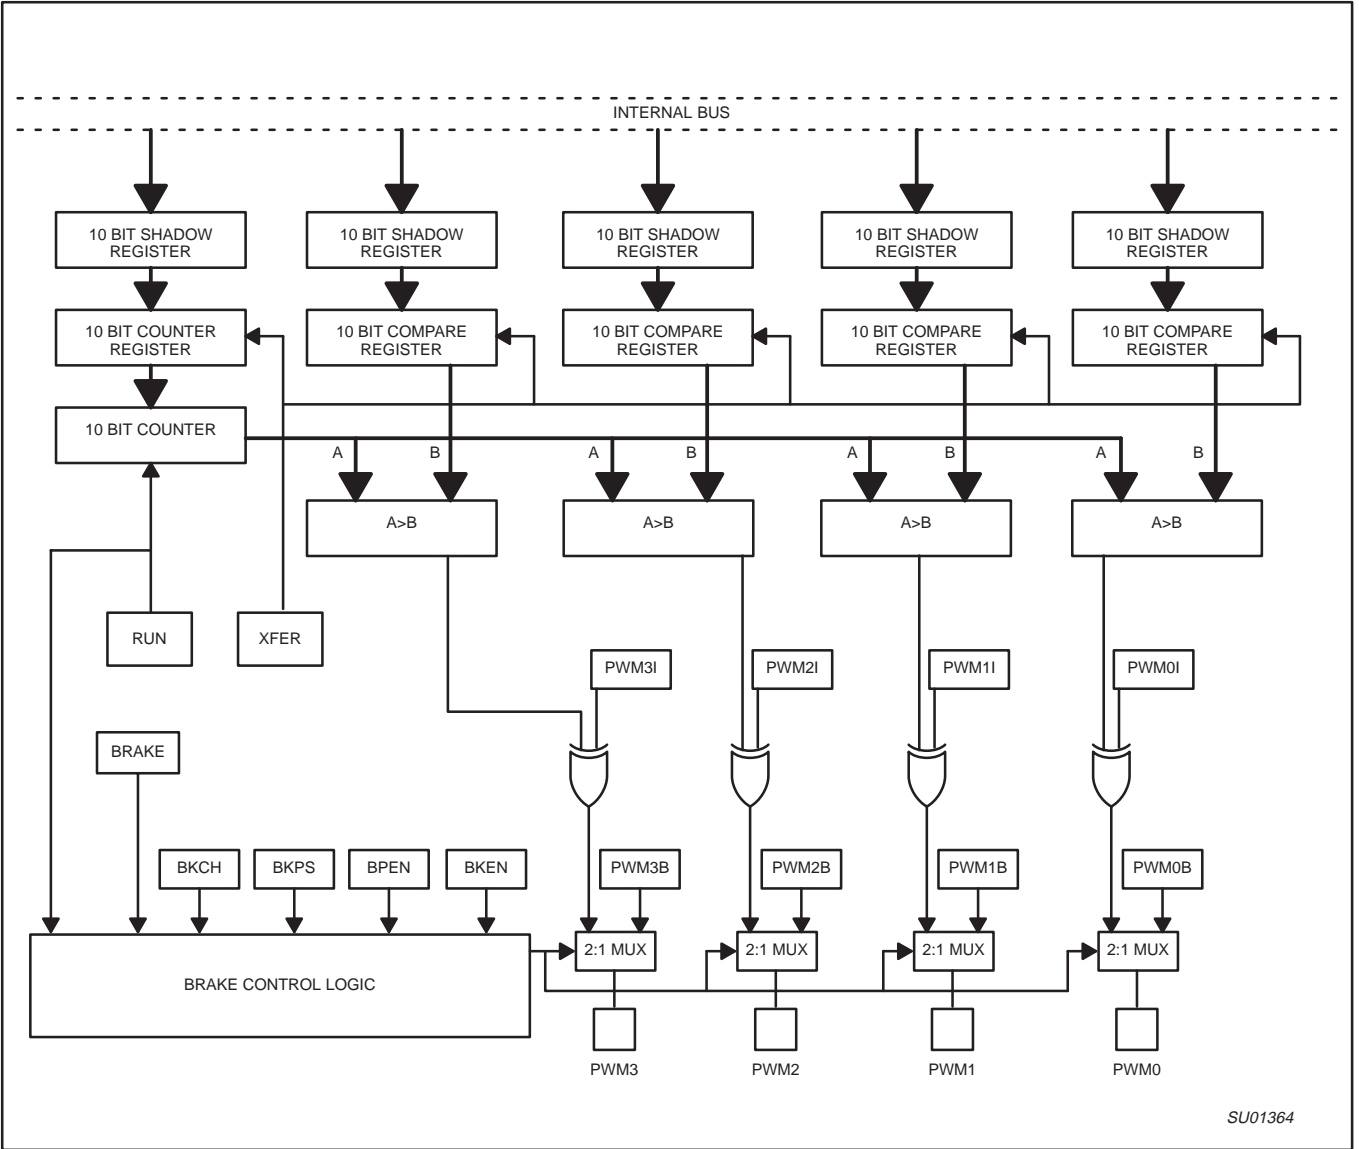 INTERNAL BUS
10 BIT SHADOW
REGISTER
10 BIT SHADOW
REGISTER
10 BIT SHADOW
REGISTER
10 BIT SHADOW
REGISTER
10 BIT SHADOW
REGISTER
10 BIT COUNTER
REGISTER
10 BIT COMPARE
REGISTER
10 BIT COMPARE
REGISTER
10 BIT COMPARE
REGISTER
10 BIT COMPARE
REGISTER
10 BIT COUNTER
A
B
A
B
A
B
A
B
A>B
A>B
A>B
A>B
RUN
XFER
PWM3I
PWM2I
PWM1I
PWM0I
BRAKE
BKCH
BKPS
BPEN
BKEN
PWM3B
PWM2B
PWM1B
PWM0B
2:1 MUX
2:1 MUX
2:1 MUX
2:1 MUX
BRAKE CONTROL LOGIC
PWM3
PWM2
PWM1
PWM0
SU01364